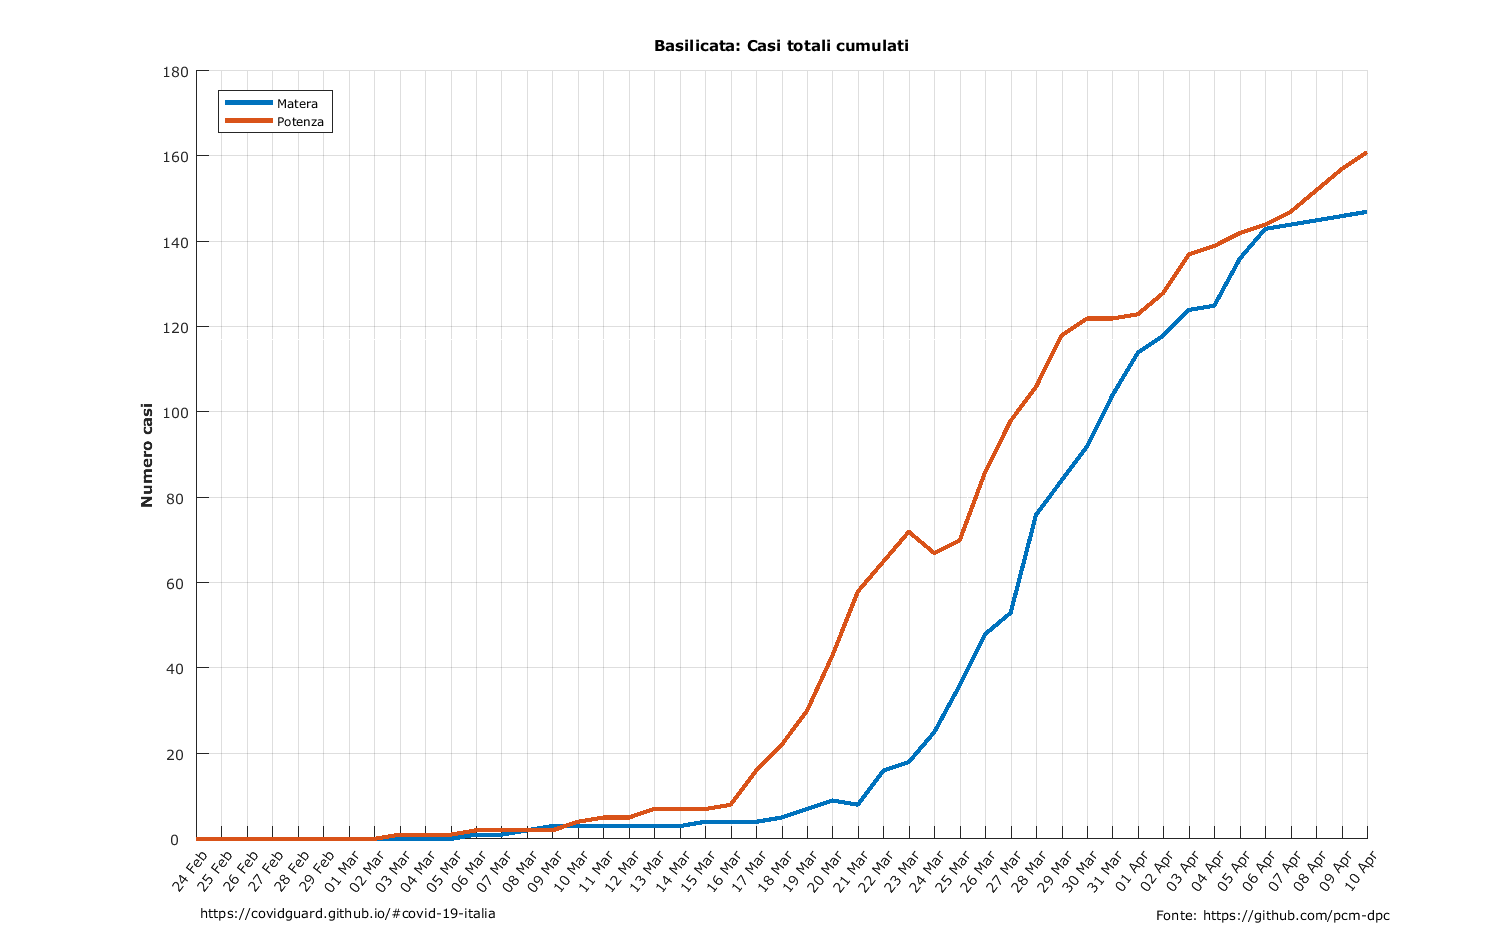 Basilicata: Casi totali cumulati
Matera
Potenza
180
160
140
120
100
80
60
40
20
0
Numero casi
24 Feb
25 Feb
26 Feb
27 Feb
28 Feb
29 Feb
01 Mar
02 Mar
03 Mar
04 Mar
05 Mar
06 Mar
07 Mar
08 Mar
09 Mar
10 Mar
11 Mar
12 Mar
13 Mar
14 Mar
15 Mar
16 Mar
17 Mar
18 Mar
19 Mar
20 Mar
21 Mar
22 Mar
23 Mar
24 Mar
25 Mar
26 Mar
27 Mar
28 Mar
29 Mar
30 Mar
31 Mar
01 Apr
02 Apr
03 Apr
04 Apr
05 Apr
06 Apr
07 Apr
08 Apr
09 Apr
10 Apr
https://covidguard.github.io/#covid-19-italia
Fonte: https://github.com/pcm-dpc